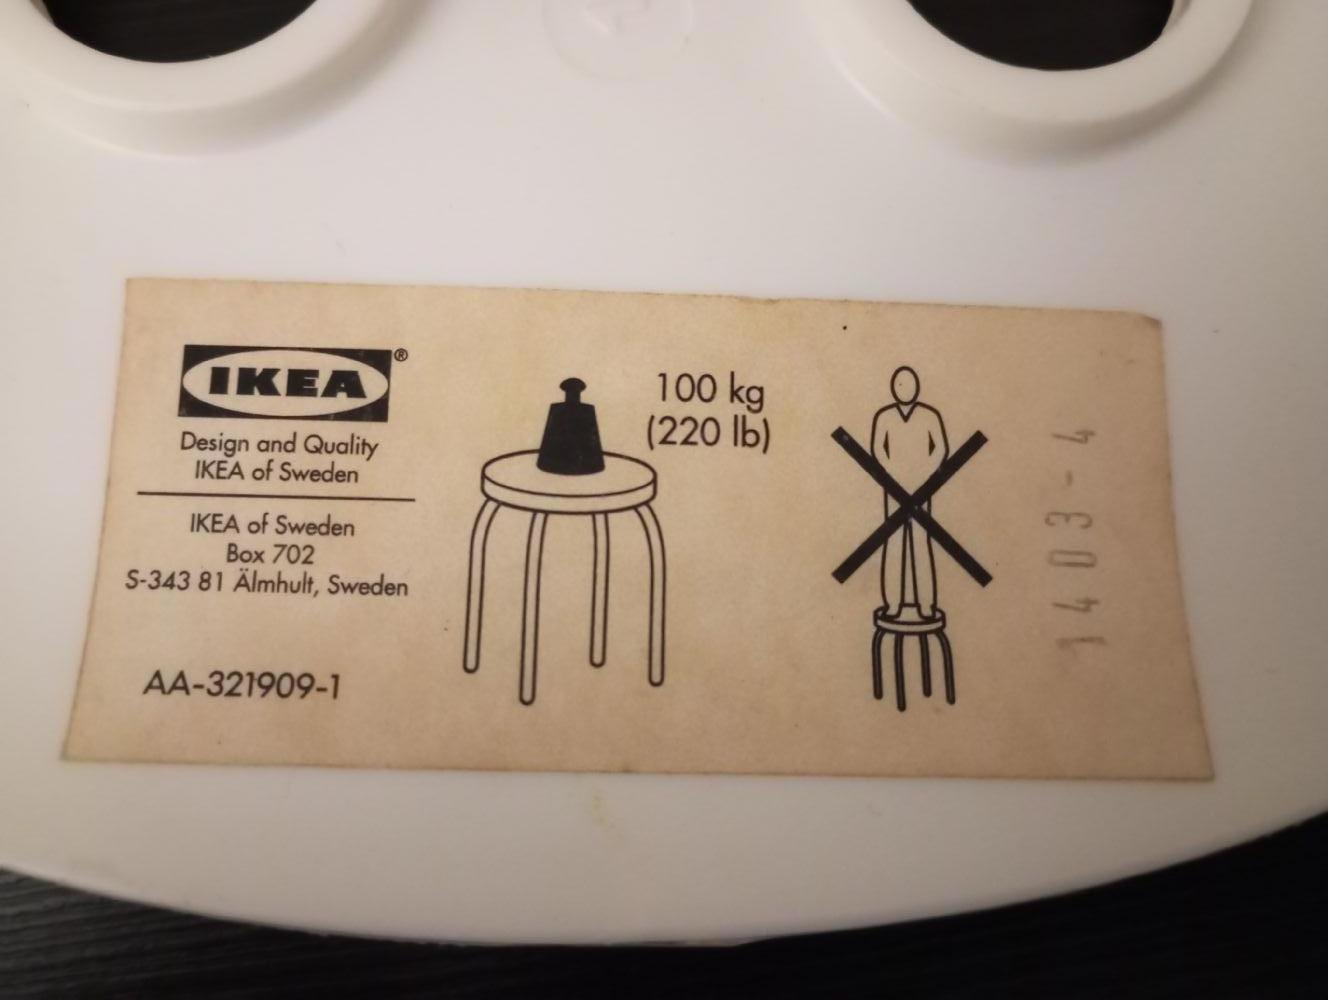 IKEA®
Design and Quality
IKEA of Sweden
IKEA of Sweden
Box 702
S-343 81 Älmhult, Sweden
AA-321909-1
100 kg
(220 lb)
1403-4